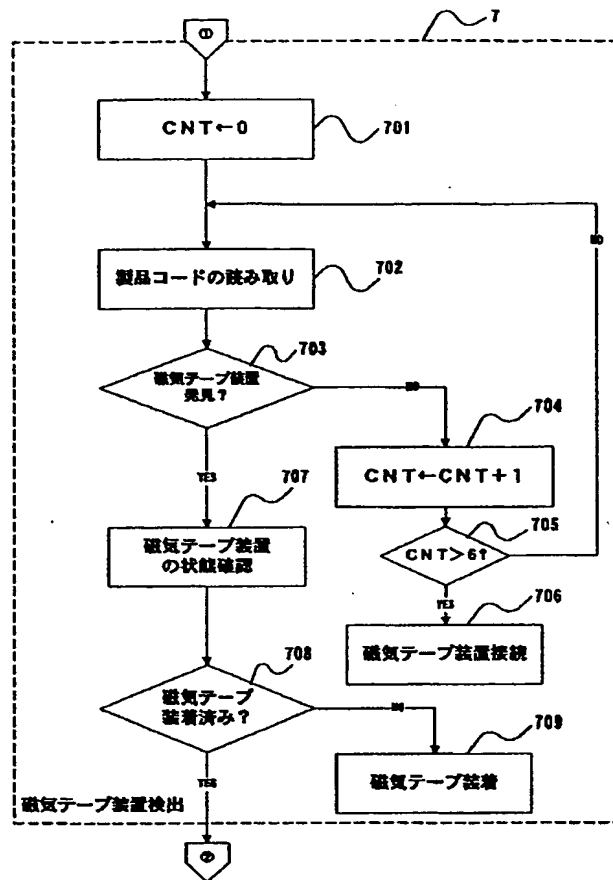 7
①
CNT←0
701
NO
製品コードの読み取り
702
703
磁気テープ装置
発見?
NO
704
CNT←CNT+1
YES
707
705
磁気テープ装置
の状態確認
CNT>6?
YES
706
磁気テープ装置接続
708
磁気テープ
装着済み?
NO
709
磁気テープ装着
YES
磁気テープ装置検出
②